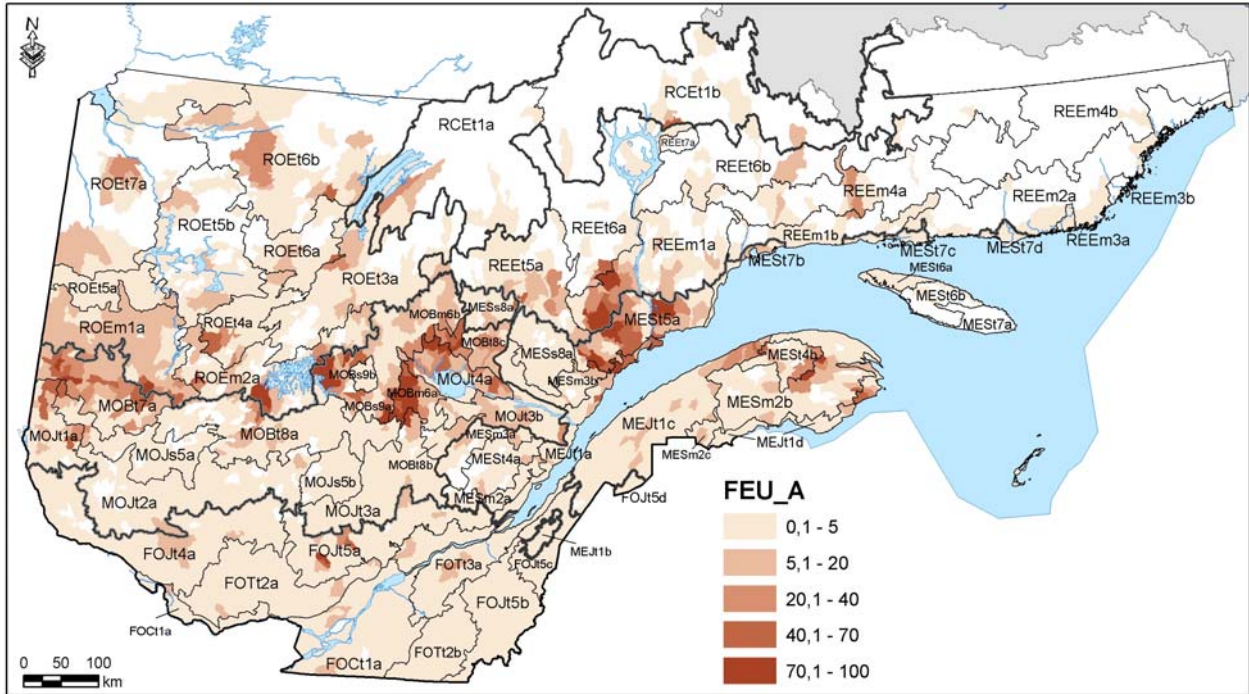 N
RCEt1b
REEm4b
RCEt1a
REEt7a
ROEt6b
REEt6b
ROEt7a
REEm4a
REEm2a
REEm3b
ROEt5b
REEt6a
REEm1a
REEm1b
REEm3a
MESt7c
MESt7d
MESt7b
ROEt6a
ROEt3a
REEt5a
MESt6a
MESt6b
ROEt5a
MESt7a
ROEm1a
ROEt4a
MOBm6b
MESs8a
MESt5a
MOBt8c
MESs8a
MESt4b
ROEm2a
MOBs9b
MOJt4a
MESm3b
MOBm6a
MOBt7a
MOBs9a
MESm2b
MOJt3b
MEJt1c
MOJt1a
MOBt8a
MESm3a
MEJt1d
MOJs5a
MOBt8b
MESt4a
MEJt1a
MESm2c
MOJs5b
MESm2a
FOJt5d
MOJt2a
MOJt3a
MEJt1b
FOJt4a
FOJt5a
FOTt3a
FOJt5c
FOTt2a
FOJt5b
FOCt1a
FOTt2b
FOCt1a
FEU_A
0,1 - 5
5,1 - 20
20,1 - 40
40,1 - 70
70,1 - 100
0 50 100
km